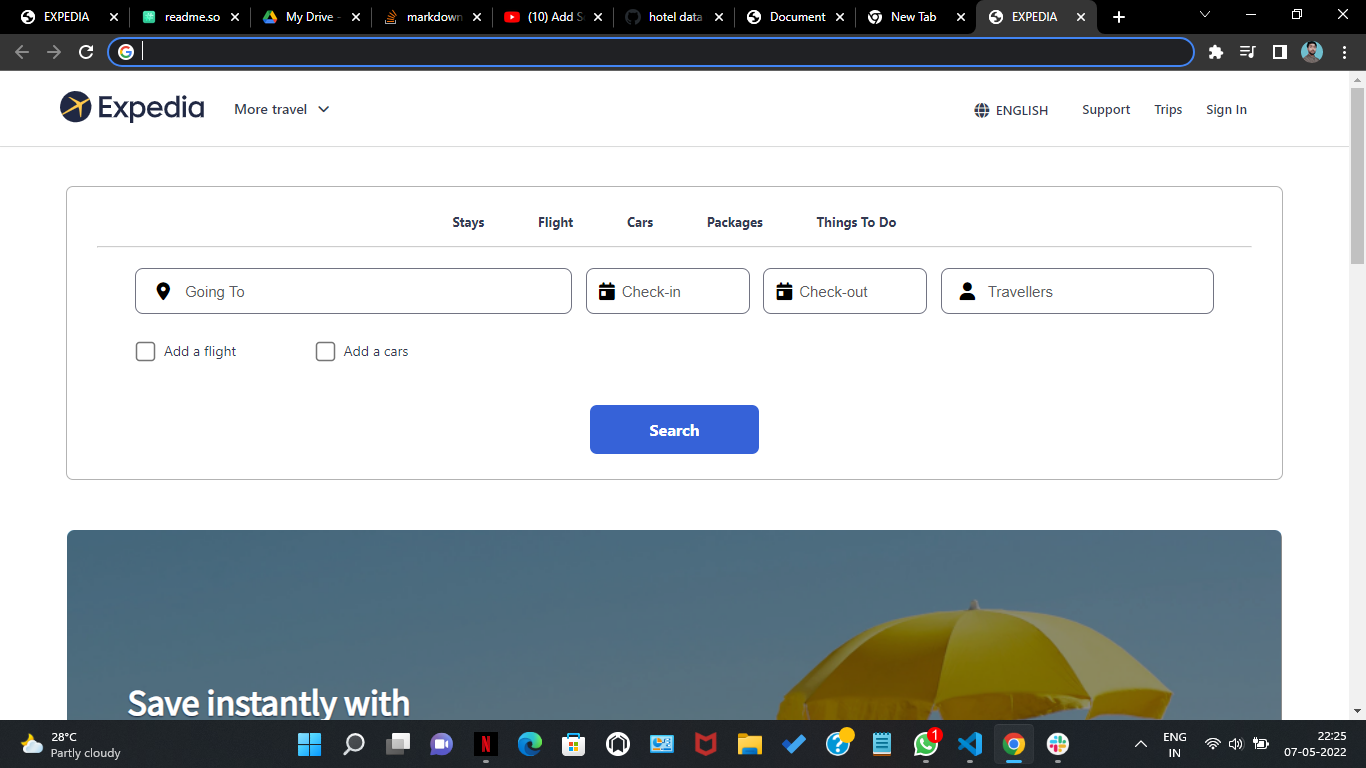 EXPEDIA
readme.so
My Drive -
markdown
(10) Add S
hotel data
Document
New Tab
EXPEDIA
Expedia
More travel
ENGLISH
Support
Trips
Sign In
Stays
Flight
Cars
Packages
Things To Do
Going To
Check-in
Check-out
Travellers
Add a flight
Add a cars
Search
Save instantly with
28°C
Partly cloudy
1
ENG
IN
22:25
07-05-2022